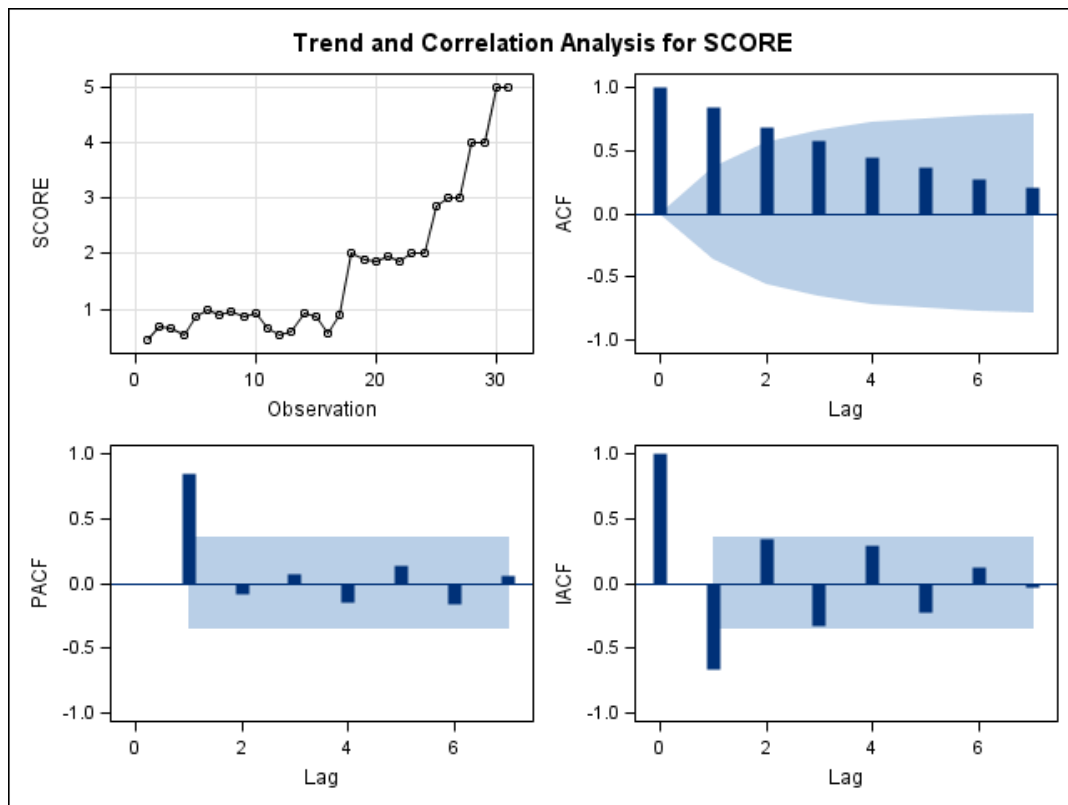 Trend and Correlation Analysis for SCORE
5
4
3
2
1
SCORE
0 10 20 30
Observation
1.0
0.5
0.0
-0.5
-1.0
ACF
0 2 4 6
Lag
1.0
0.5
0.0
-0.5
-1.0
PACF
0 2 4 6
Lag
1.0
0.5
0.0
-0.5
-1.0
IACF
0 2 4 6
Lag